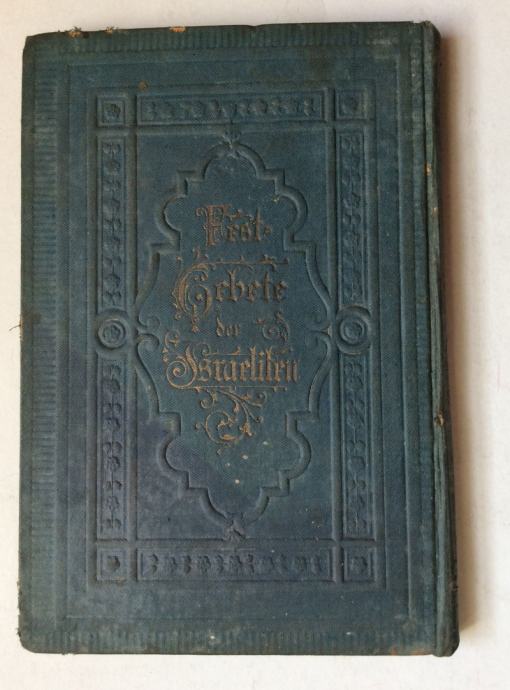 Fest-
Gebete
der
Israeliten